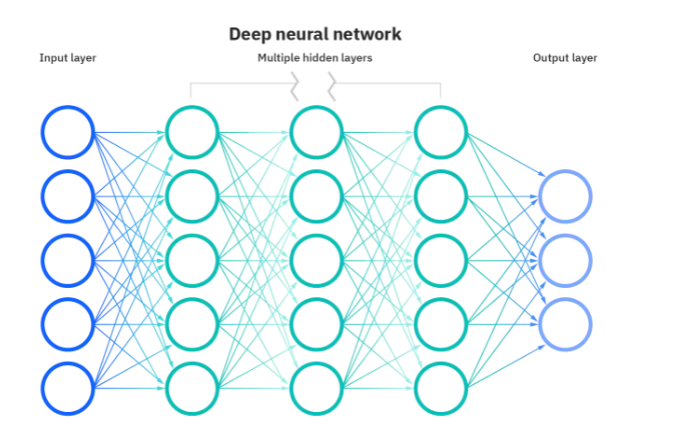 Deep neural network
Input layer
Multiple hidden layers
Output layer